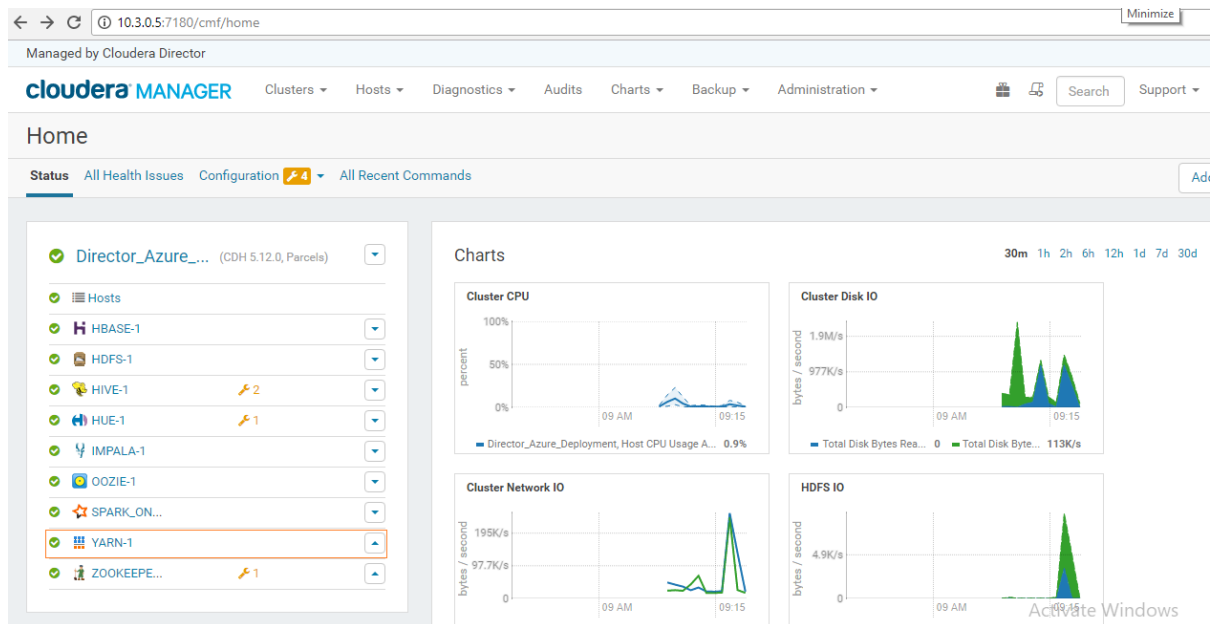 Minimize
10.3.0.5:7180/cmf/home
Managed by Cloudera Director
cloudera MANAGER Clusters Hosts Diagnostics Audits Charts Backup Administration Search Support
Home
Status All Health Issues Configuration 4 All Recent Commands Add
Director_Azure_... (CDH 5.12.0, Parcels)
Hosts
HBASE-1
HDFS-1
HIVE-1 2
HUE-1 1
IMPALA-1
OOZIE-1
SPARK_ON...
YARN-1
ZOOKEEPE... 1
Charts 30m 1h 2h 6h 12h 1d 7d 30d
Cluster CPU
percent
100%
50%
0%
09 AM 09:15
Director_Azure_Deployment, Host CPU Usage A... 0.9%
Cluster Disk IO
bytes / second
1.9M/s
977K/s
0
09 AM 09:15
Total Disk Bytes Rea... 0 Total Disk Byte... 113K/s
Cluster Network IO
bytes / second
195K/s
97.7K/s
0
09 AM 09:15
HDFS IO
bytes / second
4.9K/s
0
09 AM 09:15
Activate Windows